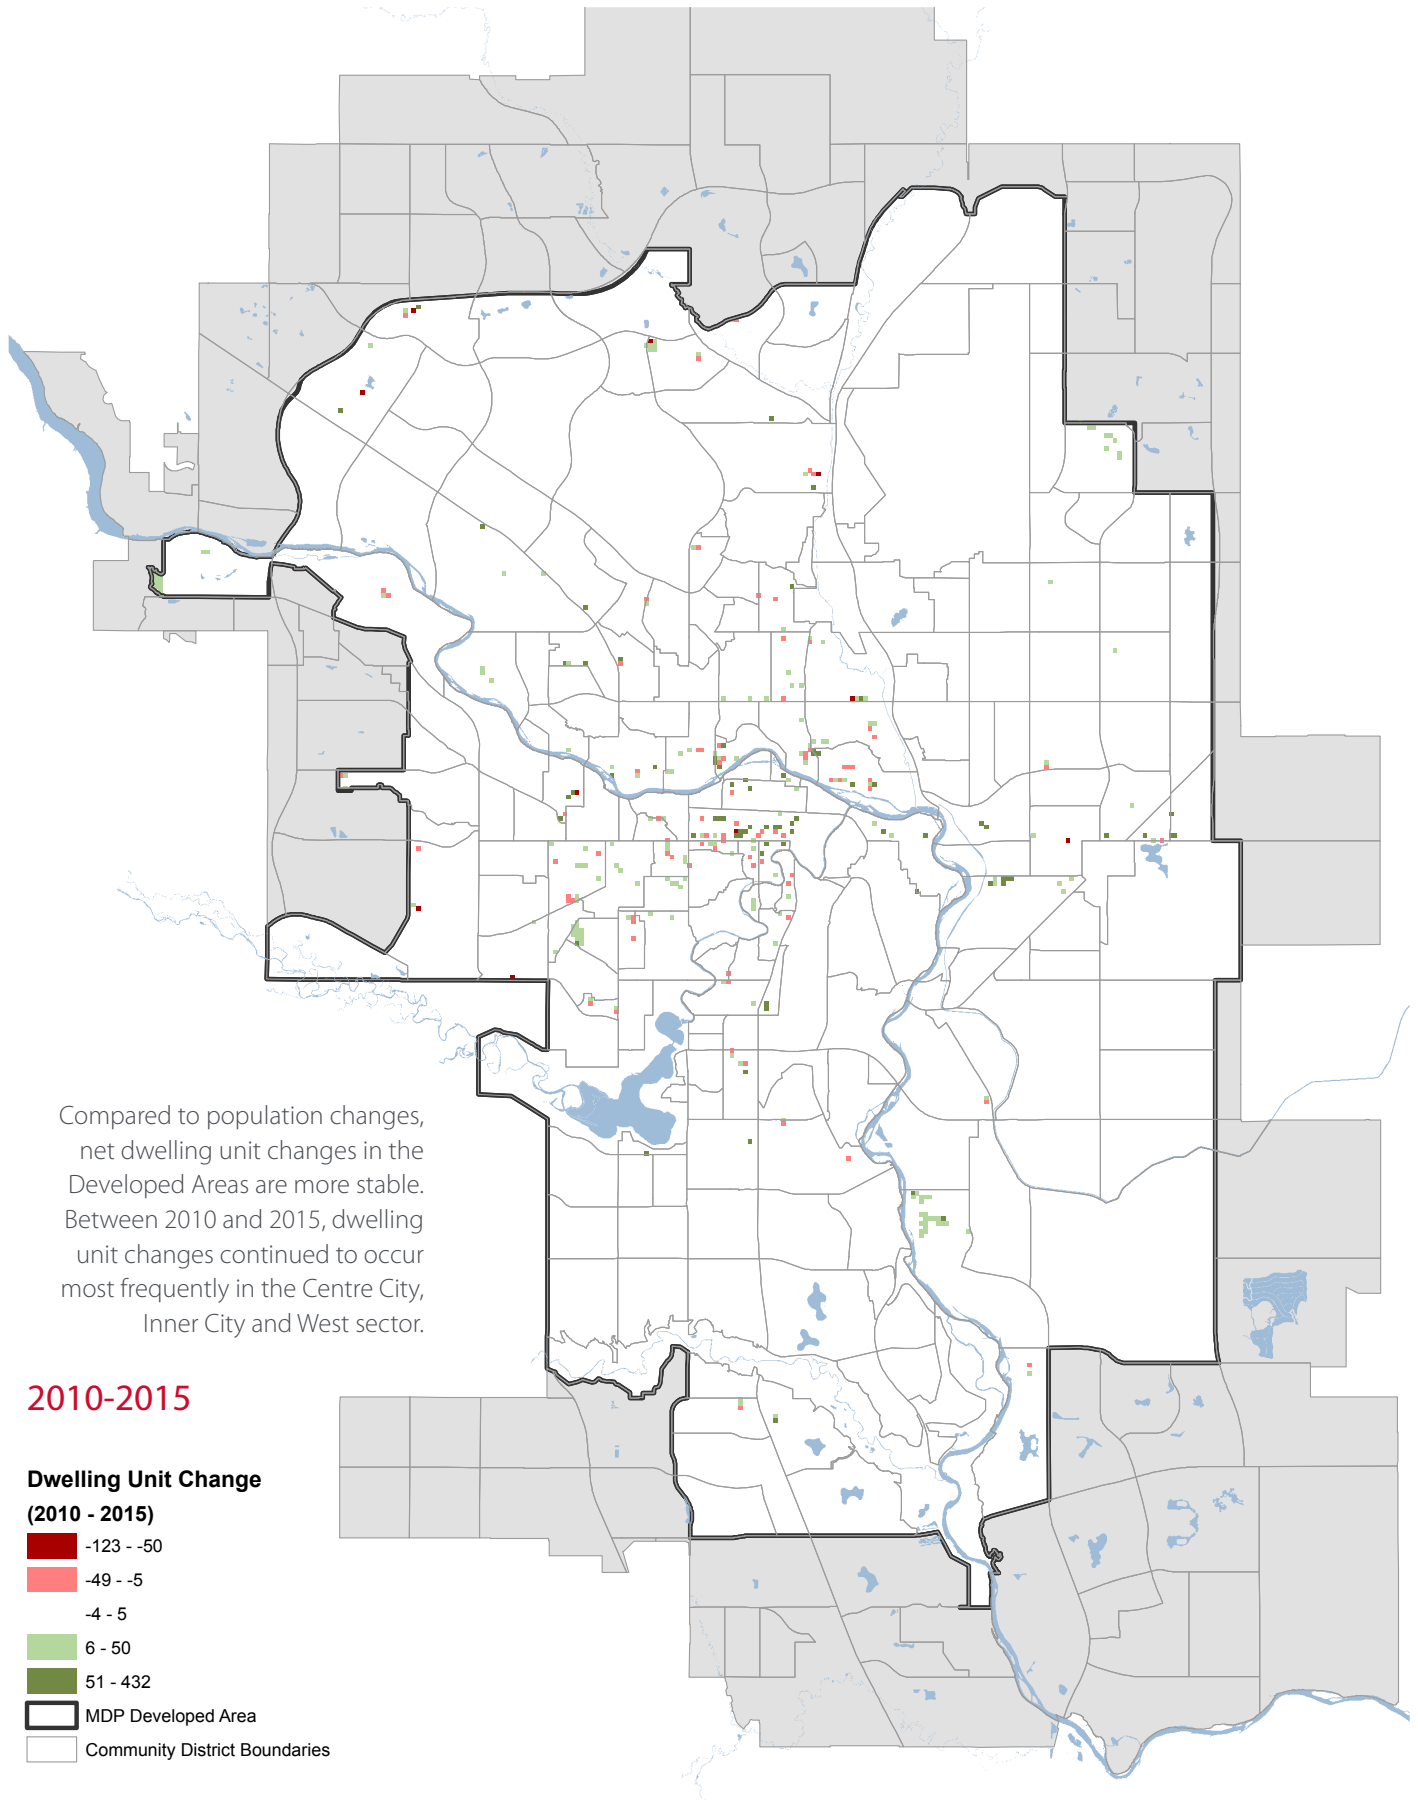 Compared to population changes,
net dwelling unit changes in the
Developed Areas are more stable.
Between 2010 and 2015, dwelling
unit changes continued to occur
most frequently in the Centre City,
Inner City and West sector.
2010-2015
Dwelling Unit Change
(2010 - 2015)
-123 - -50
-49 - -5
-4 - 5
6 - 50
51 - 432
MDP Developed Area
Community District Boundaries